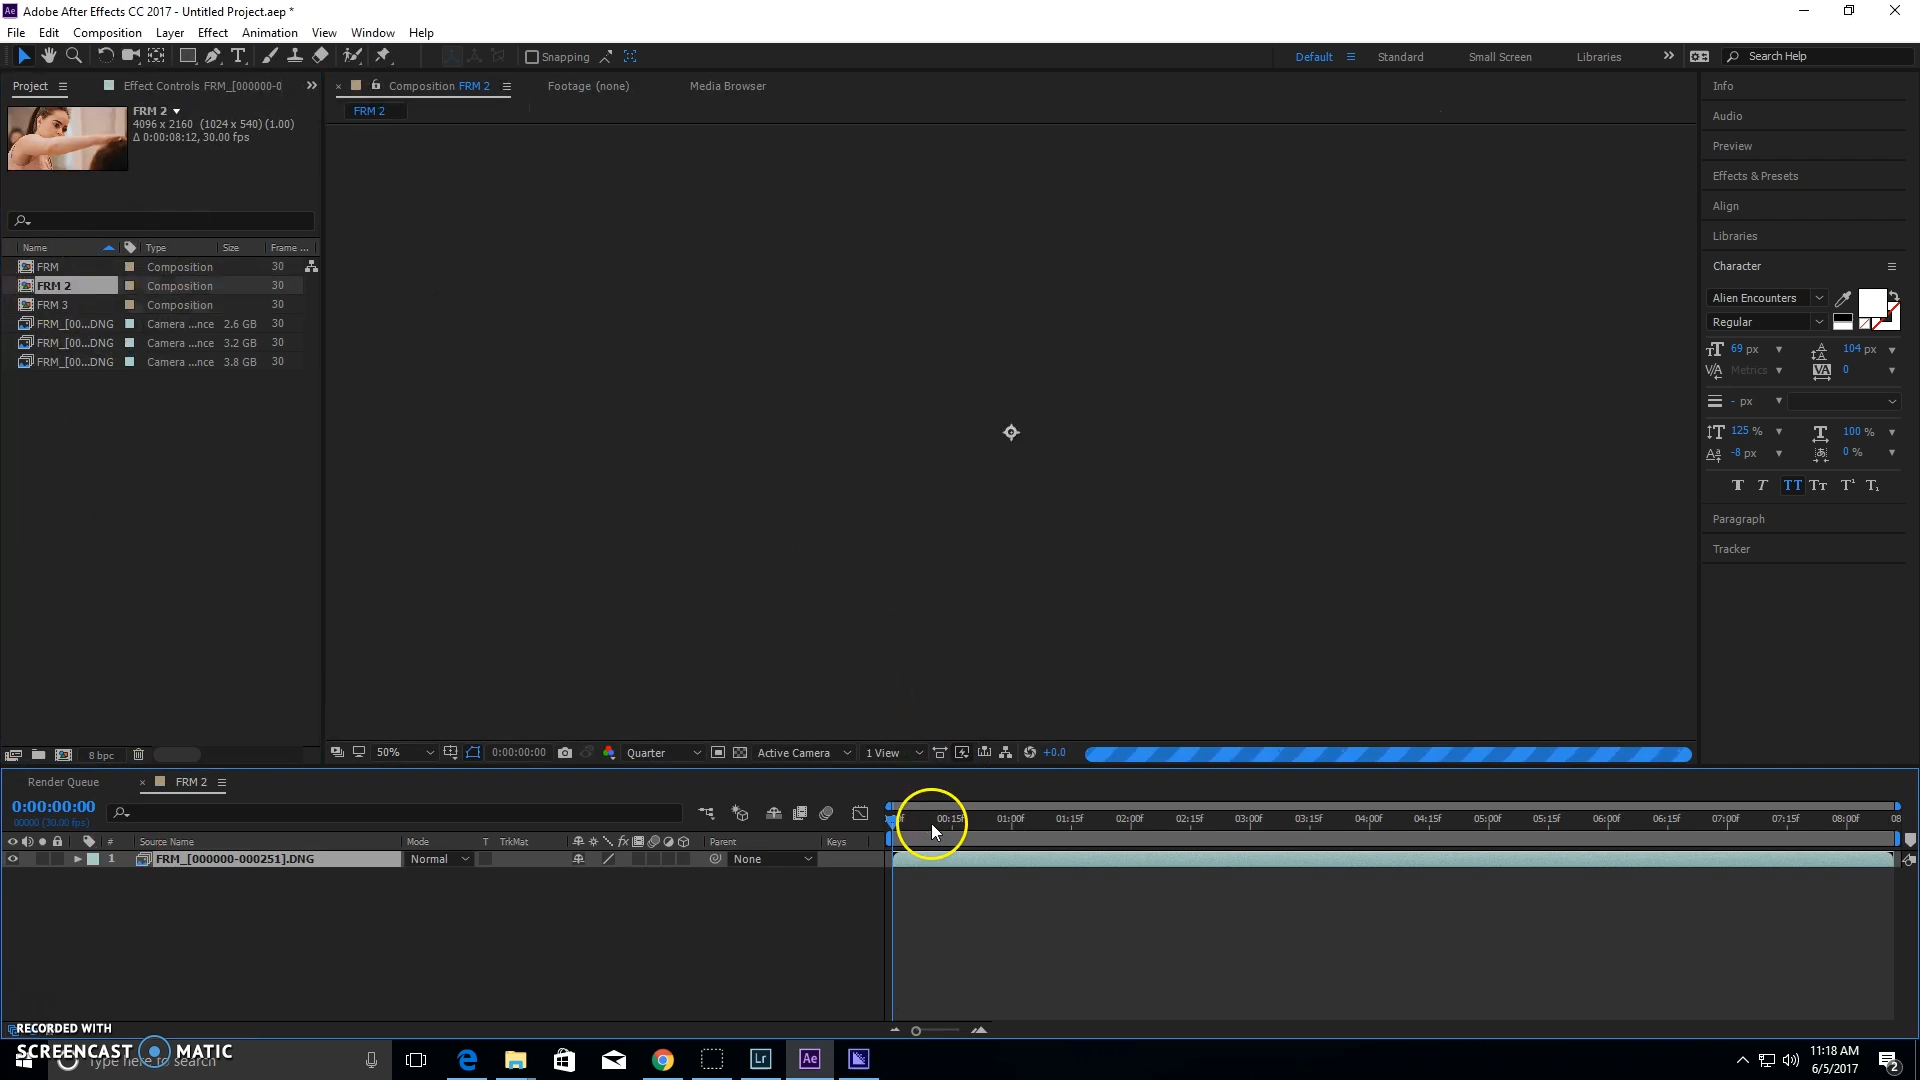 Adobe After Effects CC 2017 - Untitled Project.aep *
File Edit Composition Layer Effect Animation View Window Help
Snapping Default Standard Small Screen Libraries Search Help
Project Effect Controls FRM_[000000-0 Composition FRM 2 Footage (none) Media Browser Info
FRM 2
FRM 2
4096 x 2160 (1024 x 540) (1.00)
Δ 0:00:08:12, 30.00 fps
Audio
Preview
Effects & Presets
Align
Libraries
Character
Name Type Size Frame ...
FRM Composition 30
FRM 2 Composition 30
FRM 3 Composition 30
FRM_[00...DNG Camera ...nce 2.6 GB 30
FRM_[00...DNG Camera ...nce 3.2 GB 30
FRM_[00...DNG Camera ...nce 3.8 GB 30
Alien Encounters
Regular
69 px 104 px
Metrics 0
- px
125 % 100 %
-8 px 0 %
T T TT Tt T¹ T₁
Paragraph
Tracker
8 bpc 50% 0:00:00:00 Quarter Active Camera 1 View +0.0
Render Queue FRM 2
0:00:00:00
00000 (30.00 fps)
00:15f 01:00f 01:15f 02:00f 02:15f 03:00f 03:15f 04:00f 04:15f 05:00f 05:15f 06:00f 06:15f 07:00f 07:15f 08:00f 08
# Source Name Mode T TrkMat fx Parent Keys
1 FRM_[000000-000251].DNG Normal None
RECORDED WITH
SCREENCAST MATIC
Type here to search
Lr Ae
11:18 AM
6/5/2017
2